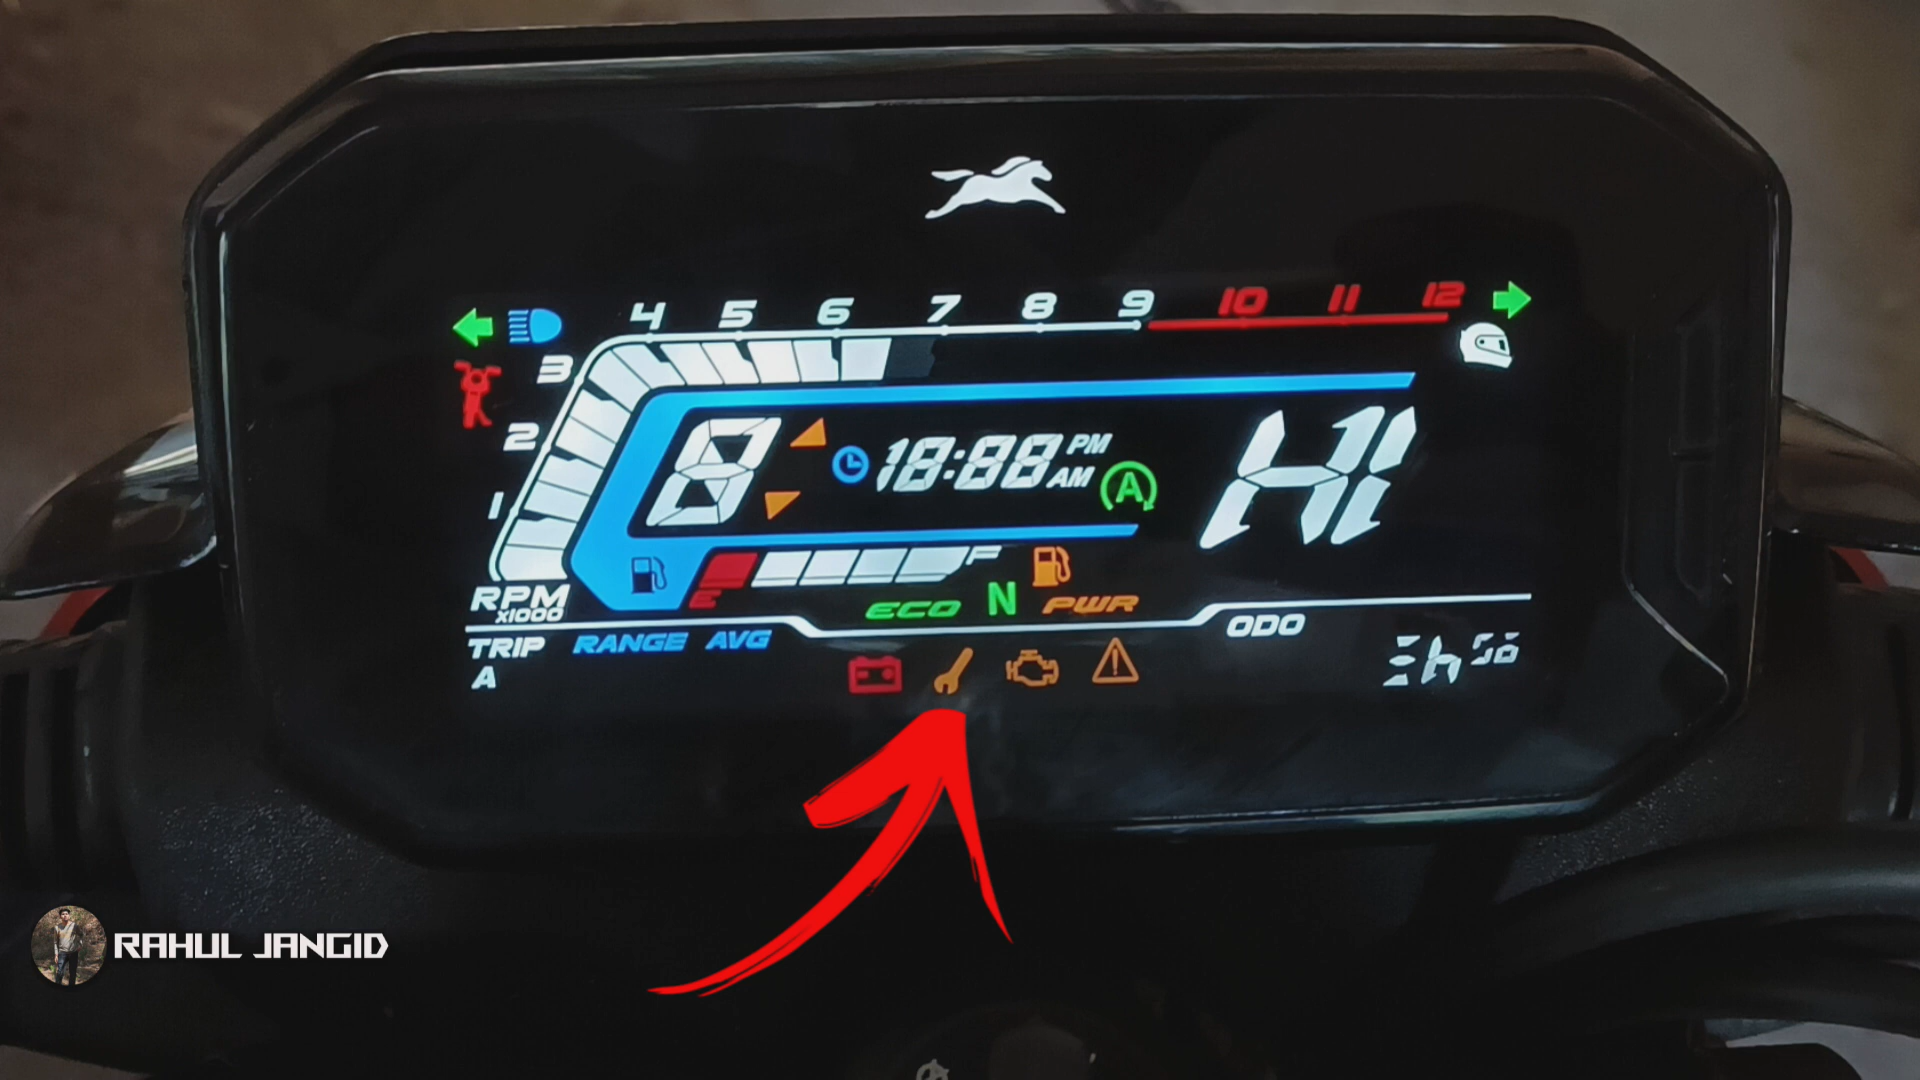 4 5 6 7 8 9 10 11 12
3
2
1
8 18:88 PM
AM
A
HI
F
E
RPM
x1000
ECO N PWR
TRIP RANGE AVG
ODO
A
RAHUL JANGID